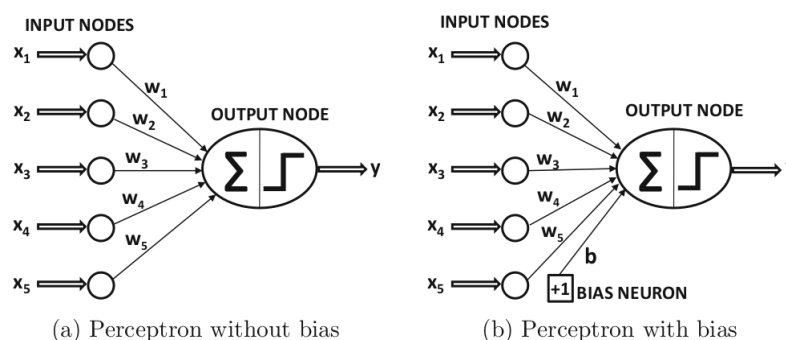 INPUT NODES
x1
x2
x3
x4
x5
w1
w2
w3
w4
w5
OUTPUT NODE
∑
y
(a) Perceptron without bias
INPUT NODES
x1
x2
x3
x4
x5
w1
w2
w3
w4
w5
b
+1 BIAS NEURON
OUTPUT NODE
∑
(b) Perceptron with bias